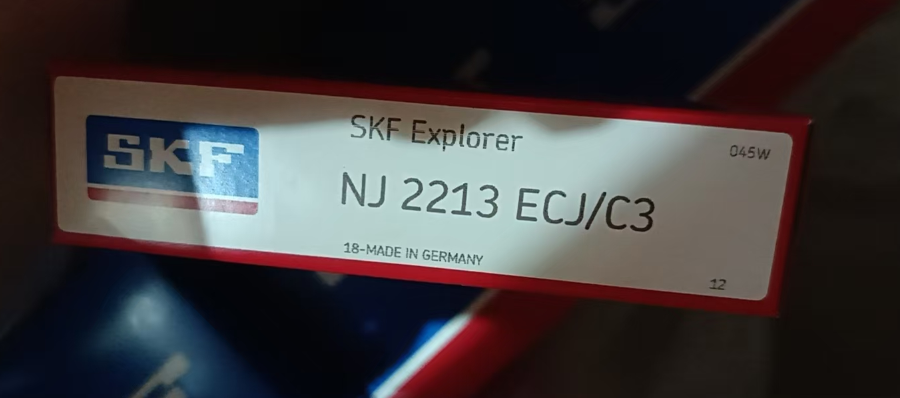 SKF
SKF Explorer
045W
NJ 2213 ECJ/C3
18-MADE IN GERMANY
12